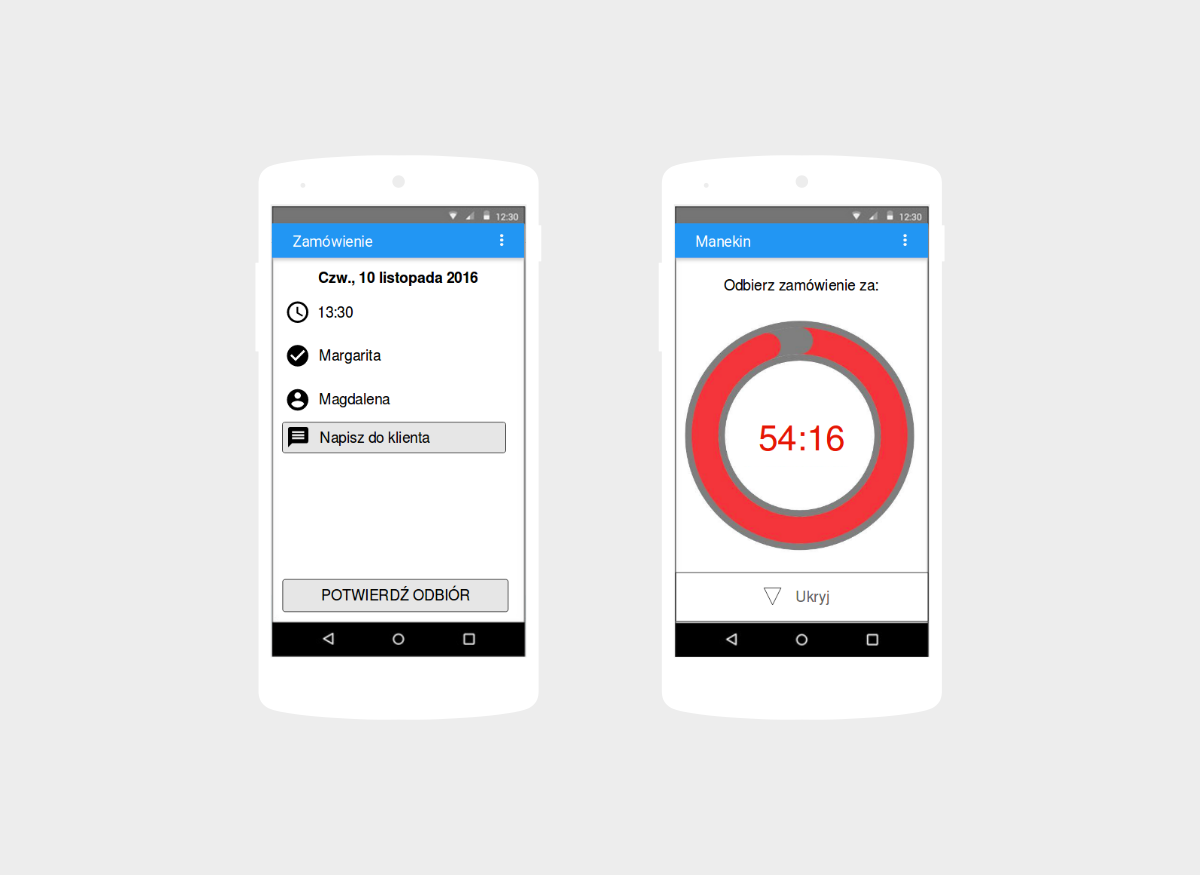 12:30
Zamówienie
Czw., 10 listopada 2016
13:30
Margarita
Magdalena
Napisz do klienta
POTWIERDŹ ODBIÓR
12:30
Manekin
Odbierz zamówienie za:
54:16
Ukryj